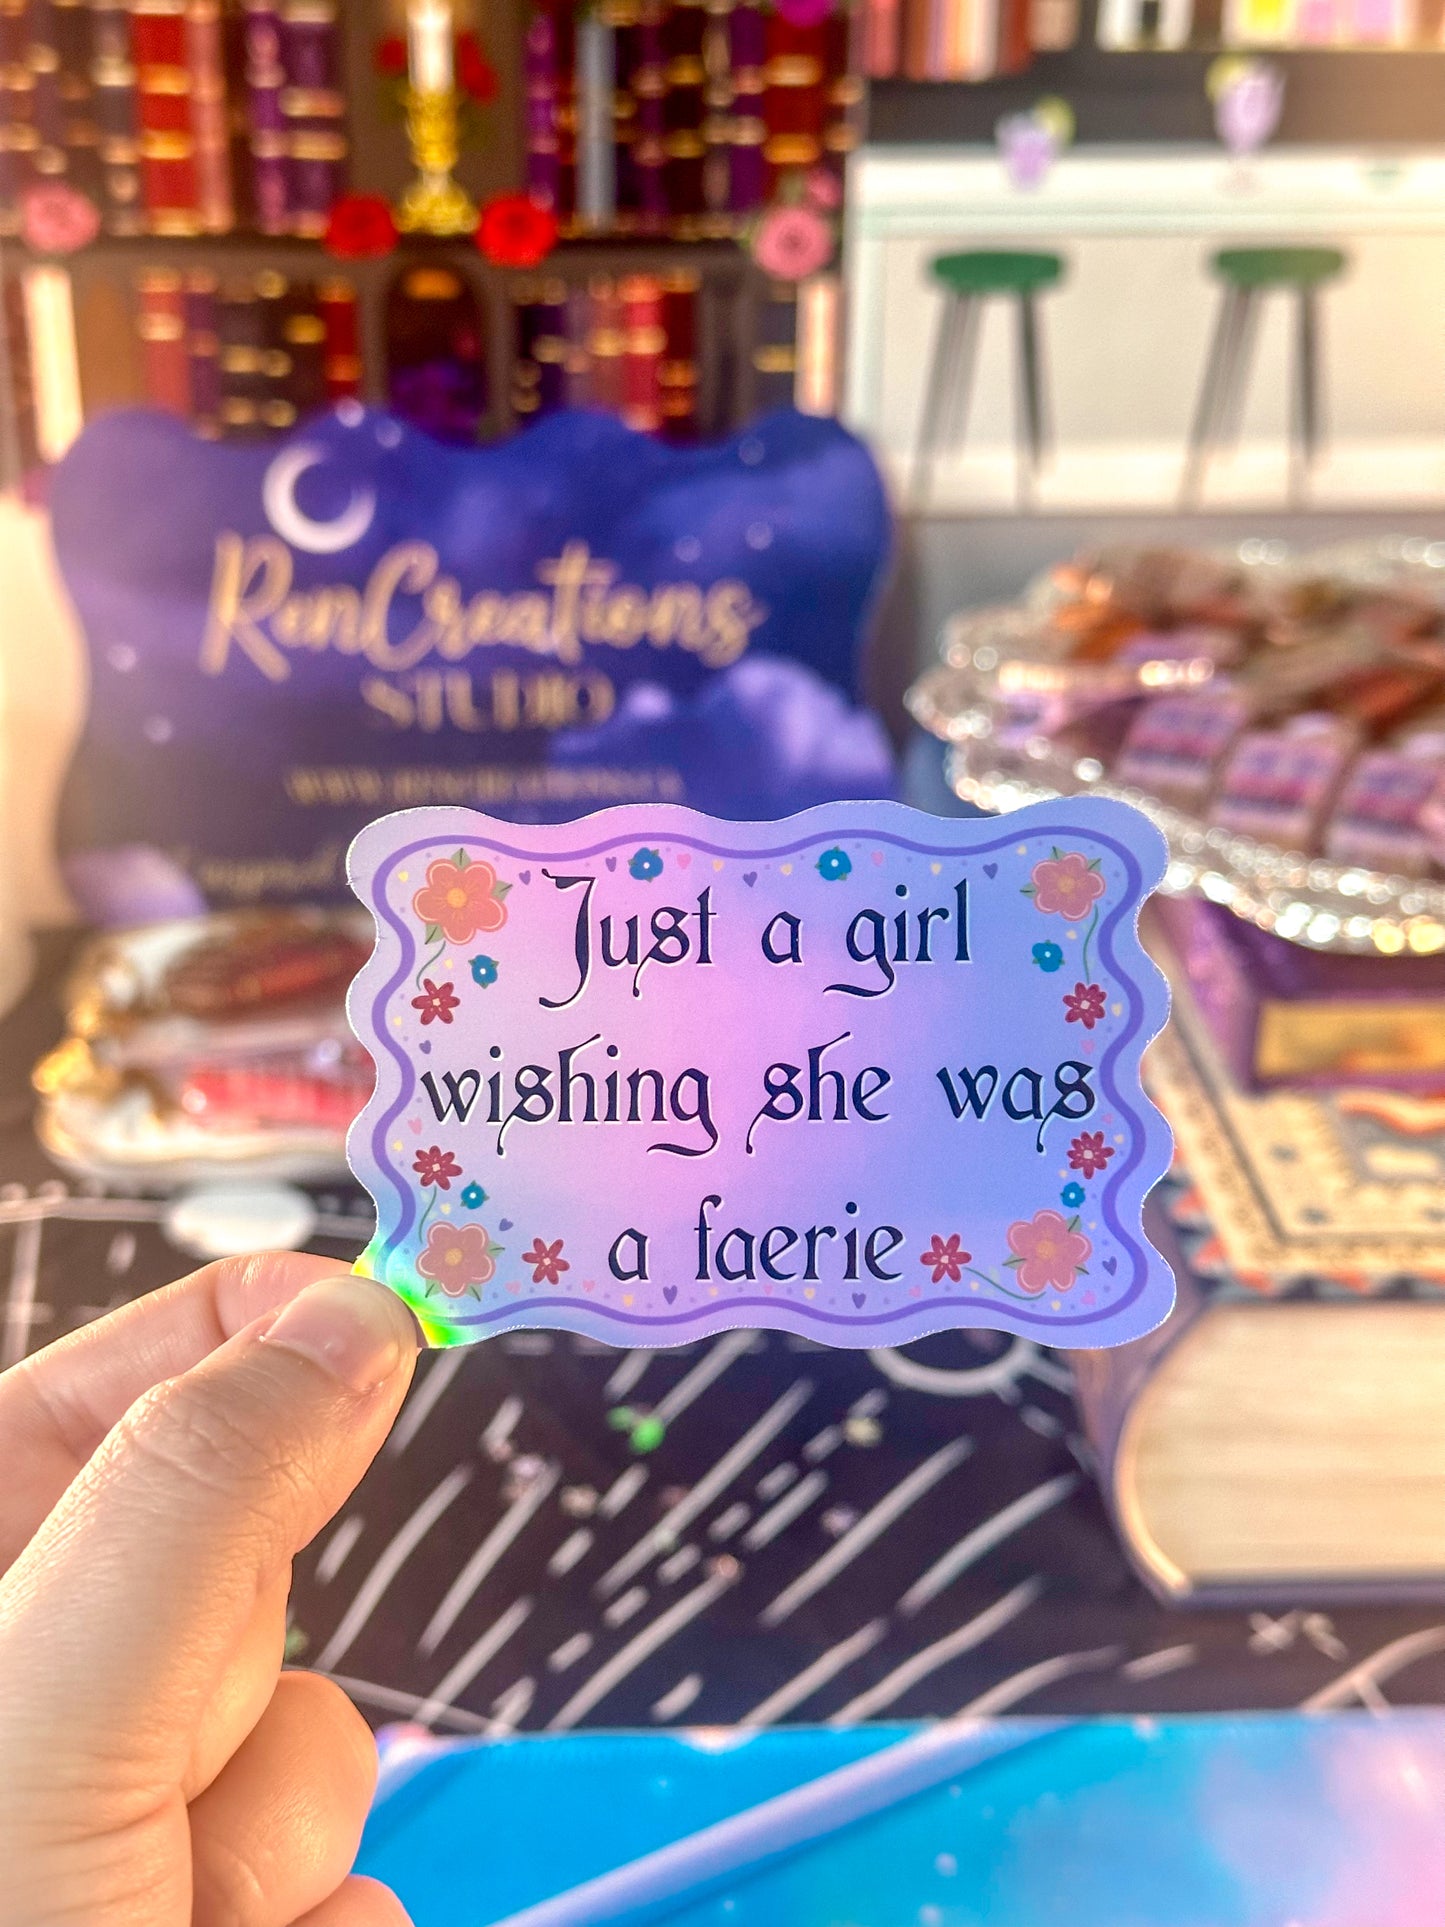 RenCreations
STUDIO
Just a girl
wishing she was
a faerie